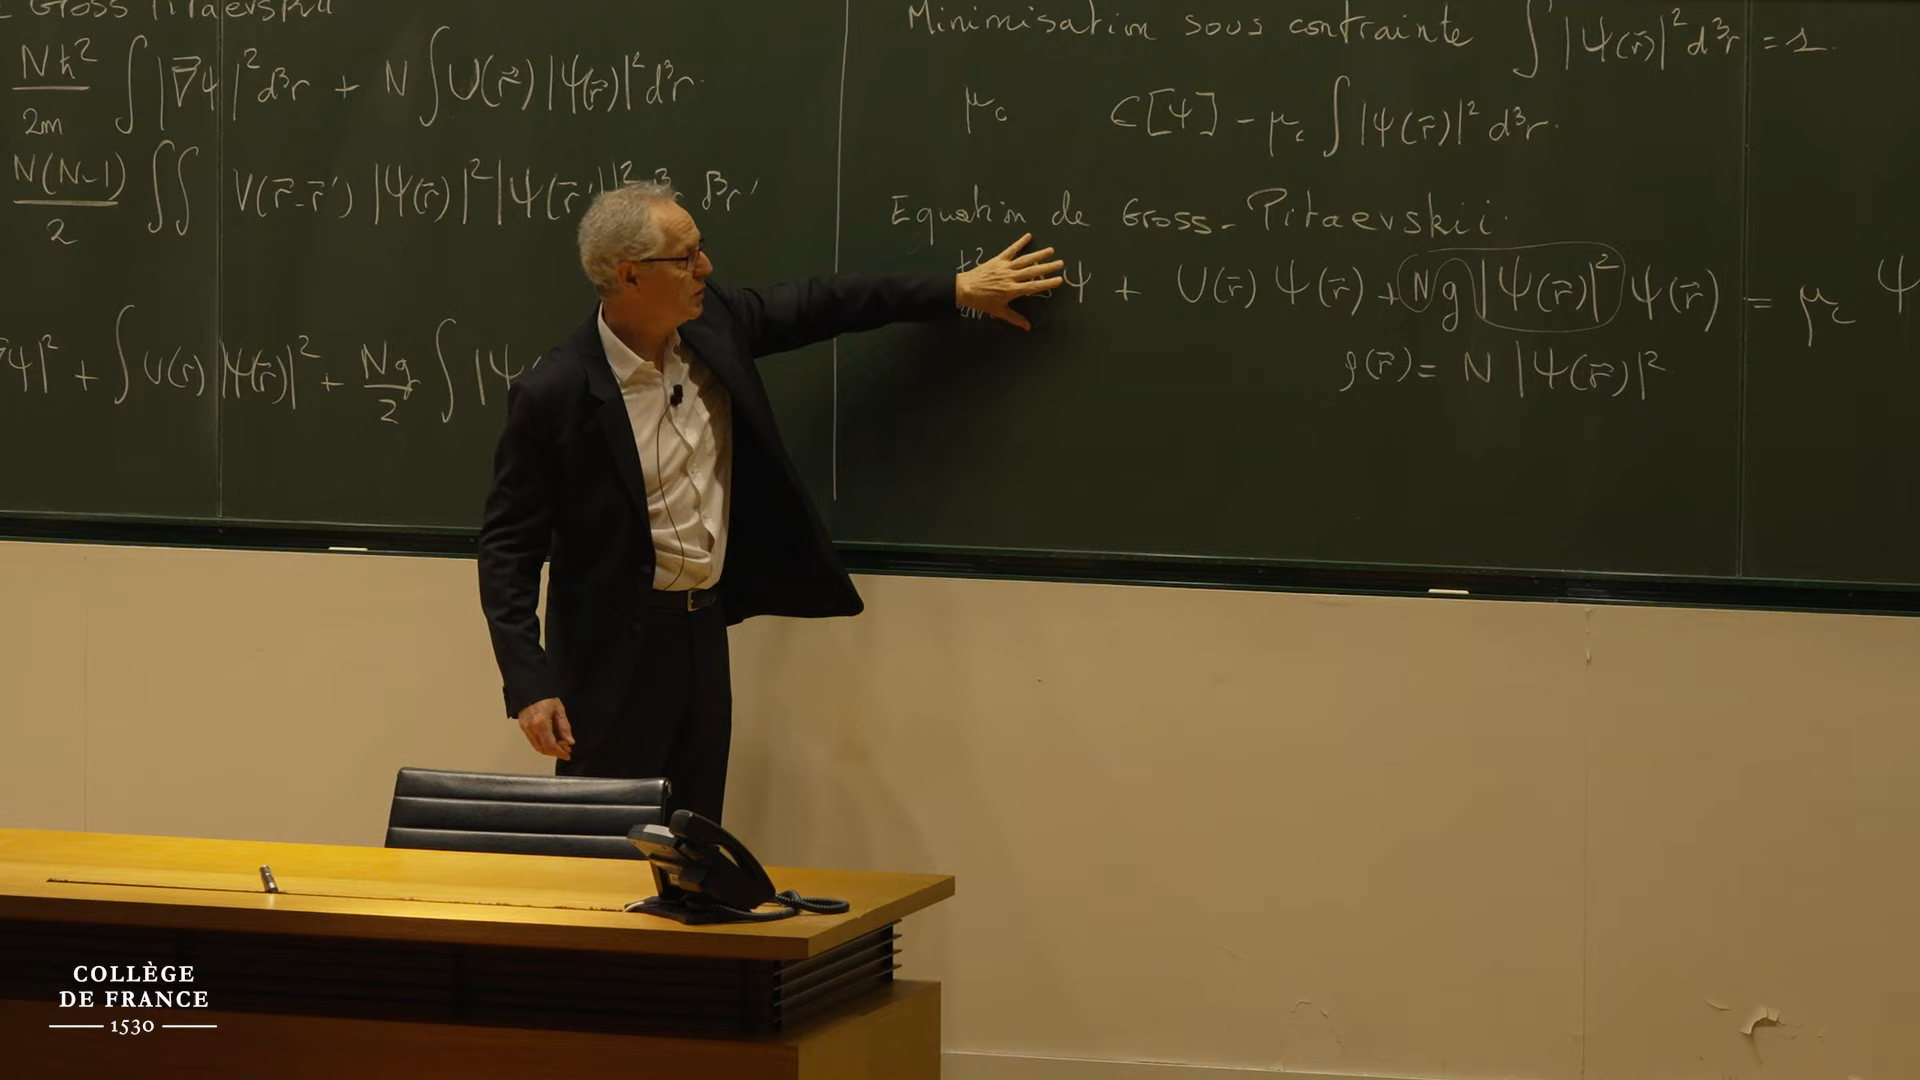 Gross Pitaevskii
Nħ²/2m ∫ |∇⃗ψ|² d³r + N ∫ U(r⃗) |ψ(r⃗)|² d³r
N(N-1)/2 ∫∫ V(r⃗-r⃗') |ψ(r⃗)|² |ψ(r⃗')|² d³r'
ψ|² + ∫ U(r) |ψ(r⃗)|² + Ng/2 ∫ |ψ
Minimisation sous contrainte ∫ |ψ(r⃗)|² d³r = 1
μc E[ψ] - μc ∫ |ψ(r⃗)|² d³r
Equation de Gross-Pitaevskii
ψ + U(r⃗) ψ(r⃗) + Ng |ψ(r⃗)|² ψ(r⃗) = μc ψ
ρ(r⃗) = N |ψ(r⃗)|²
COLLÈGE
DE FRANCE
1530